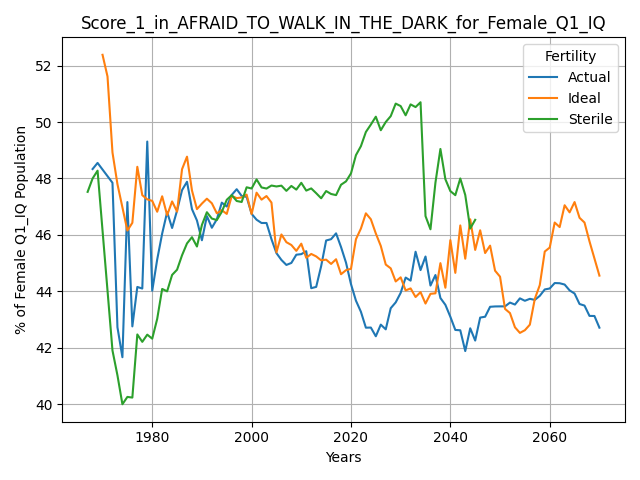 Score_1_in_AFRAID_TO_WALK_IN_THE_DARK_for_Female_Q1_IQ
Fertility
Actual
Ideal
Sterile
% of Female Q1_IQ Population
52
50
48
46
44
42
40
1980
2000
2020
2040
2060
Years